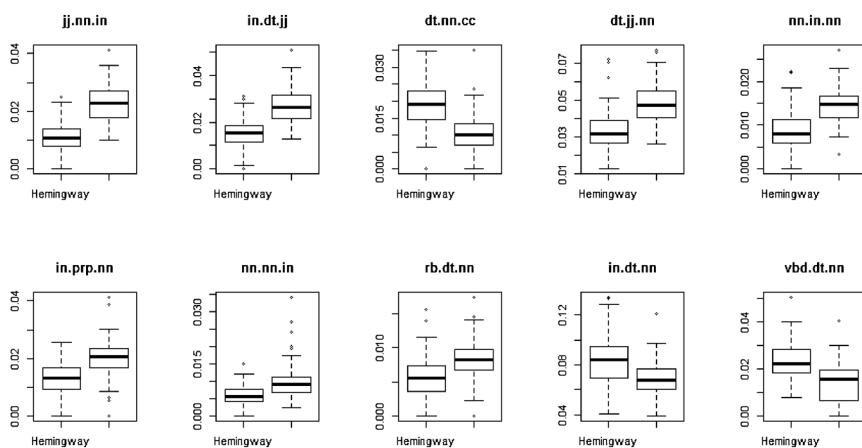 jj.nn.in in.dt.jj dt.nn.cc dt.jj.nn nn.in.nn
0.00 0.02 0.04
0.00 0.02 0.04
0.000 0.015 0.030
0.01 0.03 0.05 0.07
0.000 0.010 0.020
Hemingway Hemingway Hemingway Hemingway Hemingway
in.prp.nn nn.nn.in rb.dt.nn in.dt.nn vbd.dt.nn
0.00 0.02 0.04
0.000 0.015 0.030
0.000 0.010
0.04 0.08 0.12
0.00 0.02 0.04
Hemingway Hemingway Hemingway Hemingway Hemingway